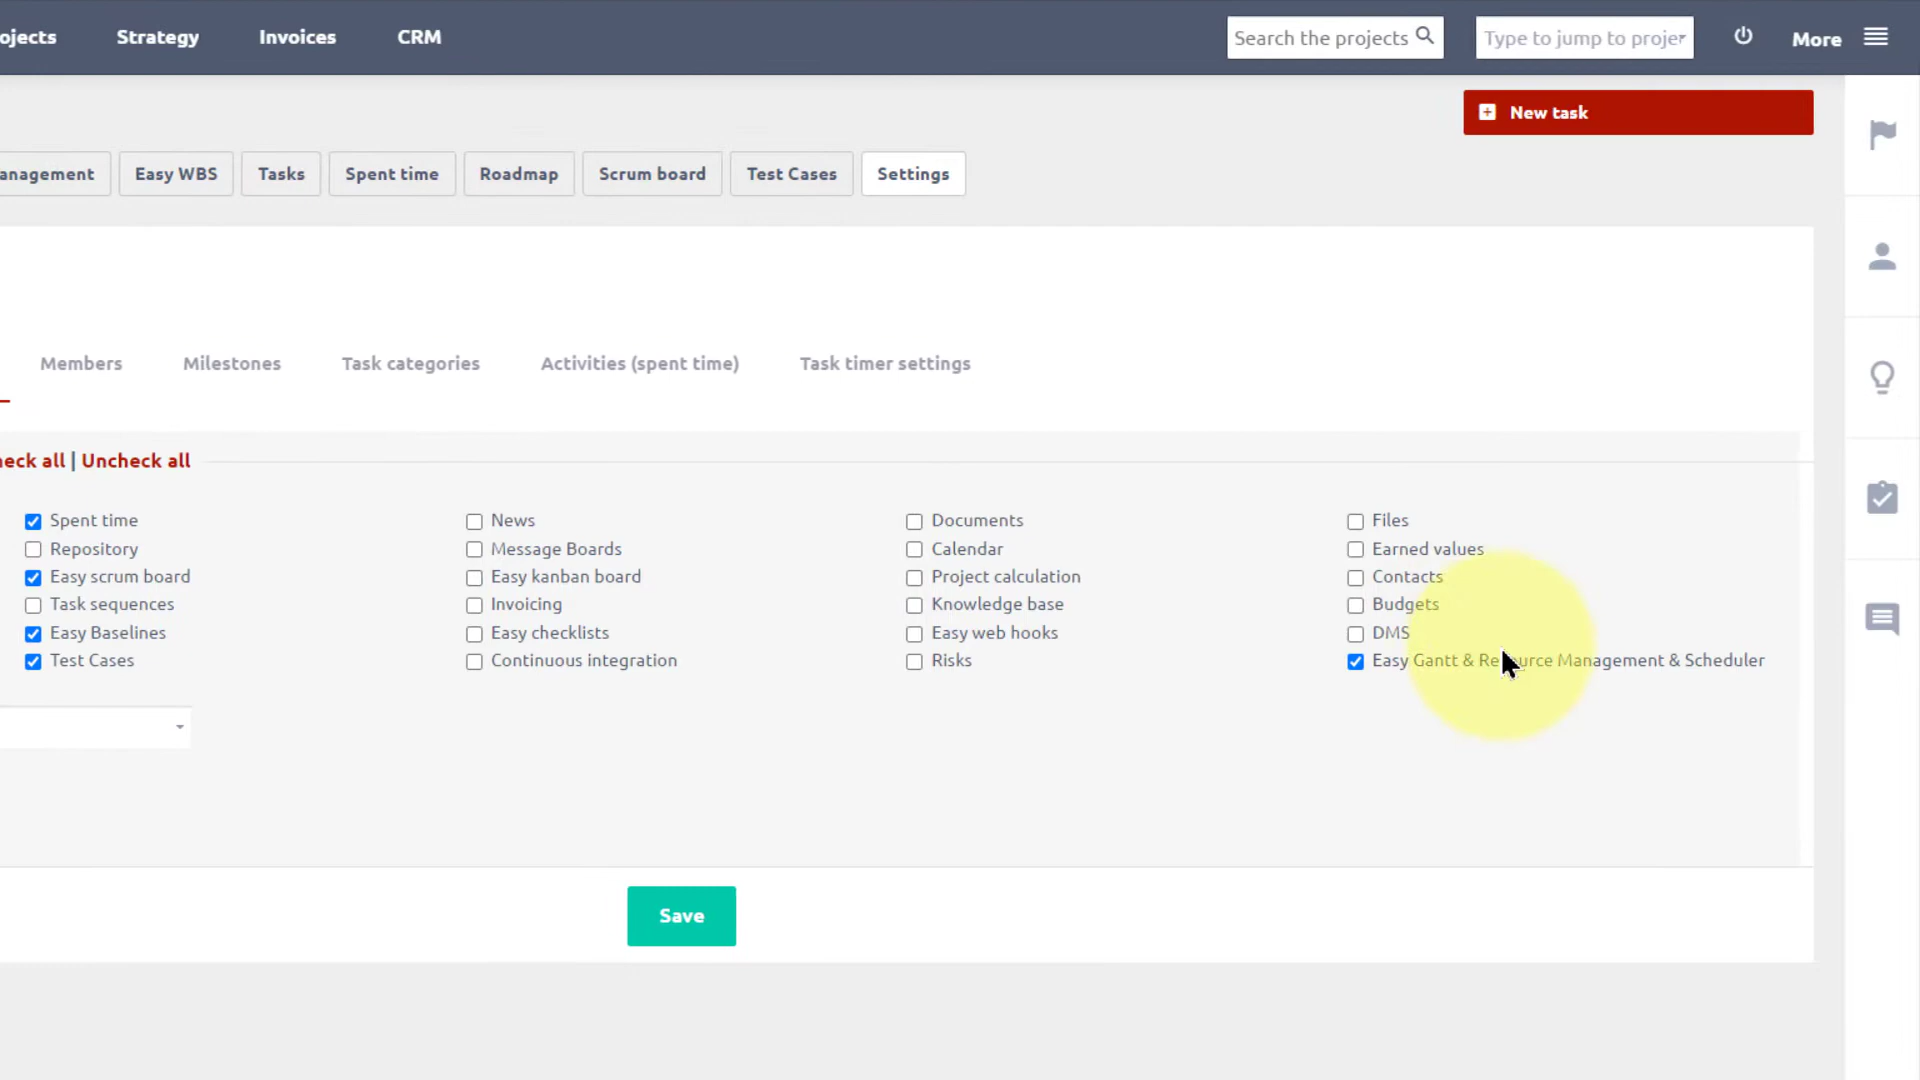 ojects Strategy Invoices CRM Search the projects Type to jump to projec More
New task
anagement Easy WBS Tasks Spent time Roadmap Scrum board Test Cases Settings
Members Milestones Task categories Activities (spent time) Task timer settings
heck all | Uncheck all
Spent time News Documents Files
Repository Message Boards Calendar Earned values
Easy scrum board Easy kanban board Project calculation Contacts
Task sequences Invoicing Knowledge base Budgets
Easy Baselines Easy checklists Easy web hooks DMS
Test Cases Continuous integration Risks Easy Gantt & Resource Management & Scheduler
Save